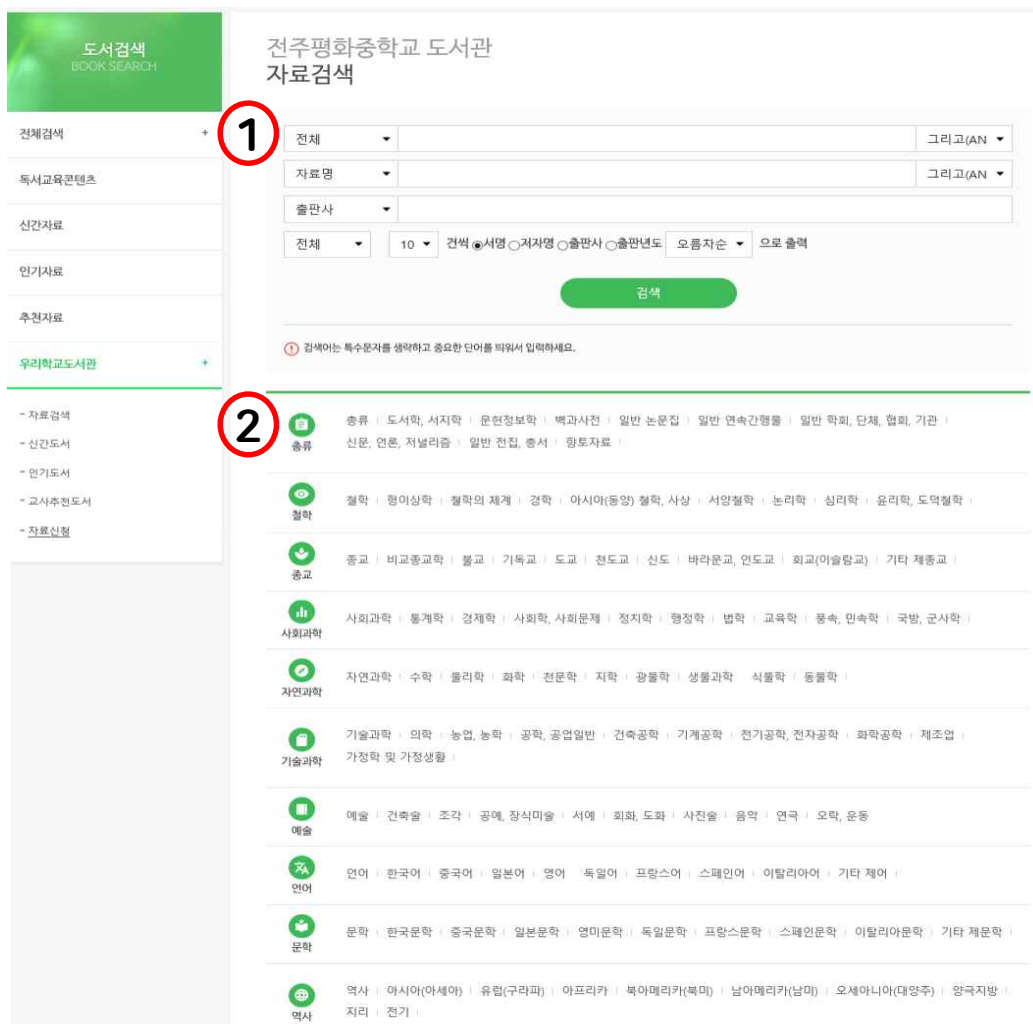 도서검색
BOOK SEARCH
전체검색 +
독서교육콘텐츠
신간자료
인기자료
추천자료
우리학교도서관 +
- 자료검색
- 신간도서
- 인기도서
- 교사추천도서
- 자료신청
전주평화중학교 도서관
자료검색
1
전체 그리고(AN
자료명 그리고(AN
출판사
전체 10 건씩 서명 저자명 출판사 출판년도 오름차순 으로 출력
검색
검색어는 특수문자를 생략하고 중요한 단어를 띄워서 입력하세요.
2
총류
총류 | 도서학, 서지학 | 문헌정보학 | 백과사전 | 일반 논문집 | 일반 연속간행물 | 일반 학회, 단체, 협회, 기관 |
신문, 언론, 저널리즘 | 일반 전집, 총서 | 향토자료 |
철학
철학 | 형이상학 | 철학의 체계 | 경학 | 아시아(동양) 철학, 사상 | 서양철학 | 논리학 | 심리학 | 윤리학, 도덕철학 |
종교
종교 | 비교종교학 | 불교 | 기독교 | 도교 | 천도교 | 신도 | 바라문교, 인도교 | 회교(이슬람교) | 기타 제종교 |
사회과학
사회과학 | 통계학 | 경제학 | 사회학, 사회문제 | 정치학 | 행정학 | 법학 | 교육학 | 풍속, 민속학 | 국방, 군사학 |
자연과학
자연과학 | 수학 | 물리학 | 화학 | 천문학 | 지학 | 광물학 | 생물과학 식물학 | 동물학 |
기술과학
기술과학 | 의학 | 농업, 농학 | 공학, 공업일반 | 건축공학 | 기계공학 | 전기공학, 전자공학 | 화학공학 | 제조업 |
가정학 및 가정생활 |
예술
예술 | 건축술 | 조각 | 공예, 장식미술 | 서예 | 회화, 도화 | 사진술 | 음악 | 연극 | 오락, 운동
언어
언어 | 한국어 | 중국어 | 일본어 | 영어 독일어 | 프랑스어 | 스페인어 | 이탈리아어 | 기타 제어 |
문학
문학 | 한국문학 | 중국문학 | 일본문학 | 영미문학 | 독일문학 | 프랑스문학 | 스페인문학 | 이탈리아문학 | 기타 제문학 |
역사
역사 | 아시아(아세아) | 유럽(구라파) | 아프리카 | 북아메리카(북미) | 남아메리카(남미) | 오세아니아(대양주) | 양극지방 |
지리 | 전기 |